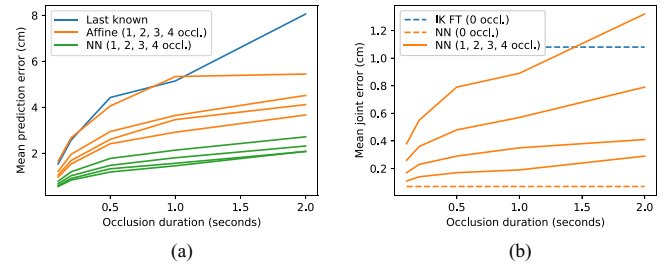 Last known
Affine (1, 2, 3, 4 occl.)
NN (1, 2, 3, 4 occl.)
Mean prediction error (cm)
8
6
4
2
0.5 1.0 1.5 2.0
Occlusion duration (seconds)
(a)
IK FT (0 occl.)
NN (0 occl.)
NN (1, 2, 3, 4 occl.)
Mean joint error (cm)
1.2
1.0
0.8
0.6
0.4
0.2
0.5 1.0 1.5 2.0
Occlusion duration (seconds)
(b)